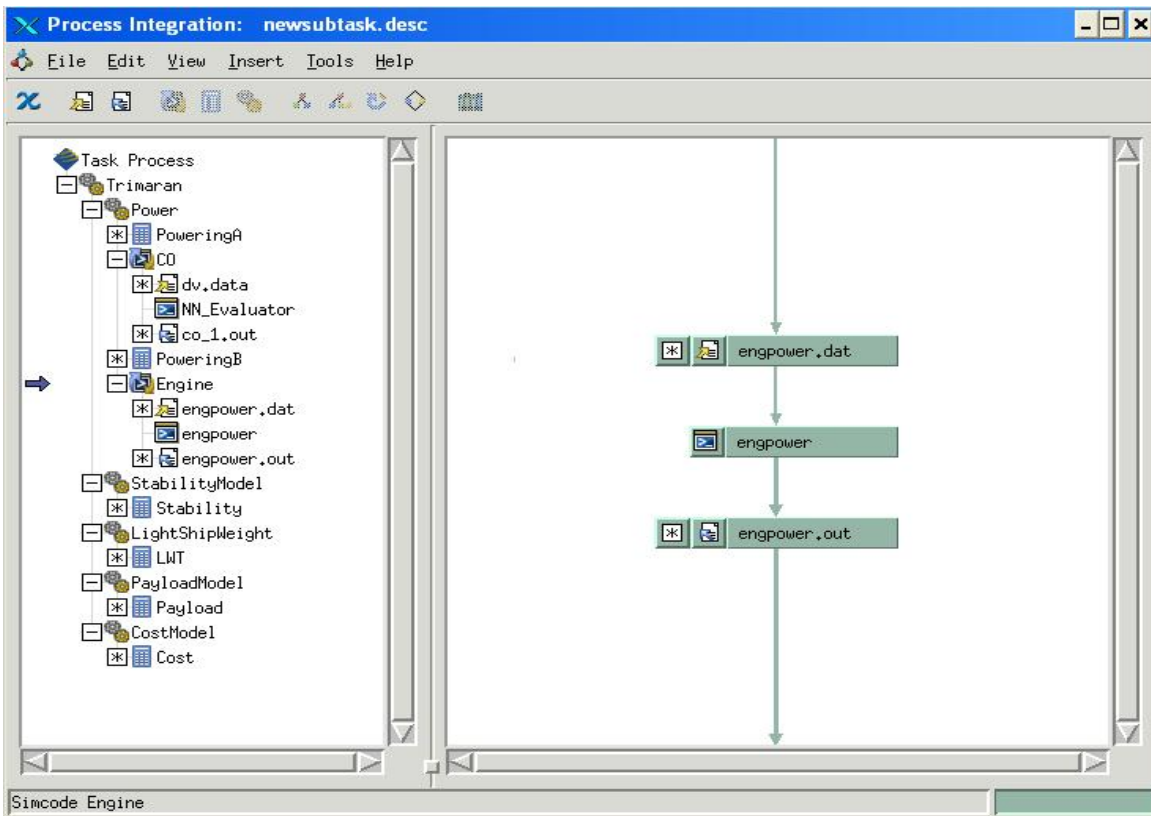 Process Integration: newsubtask.desc
File Edit View Insert Tools Help
Task Process
Trimaran
Power
PoweringA
CO
dv.data
NN_Evaluator
co_1.out
PoweringB
Engine
engpower.dat
engpower
engpower.out
StabilityModel
Stability
LightShipWeight
LWT
PayloadModel
Payload
CostModel
Cost
engpower.dat
engpower
engpower.out
Simcode Engine